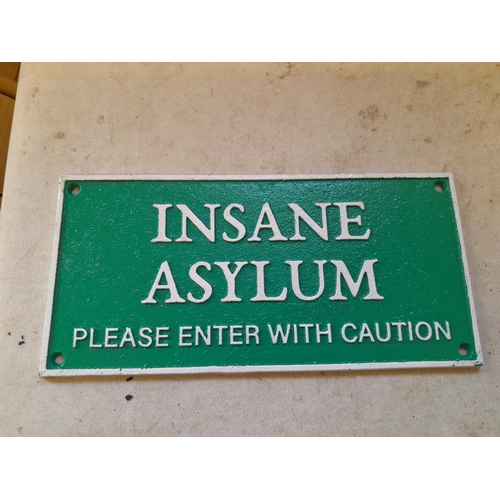 INSANE
ASYLUM
PLEASE ENTER WITH CAUTION